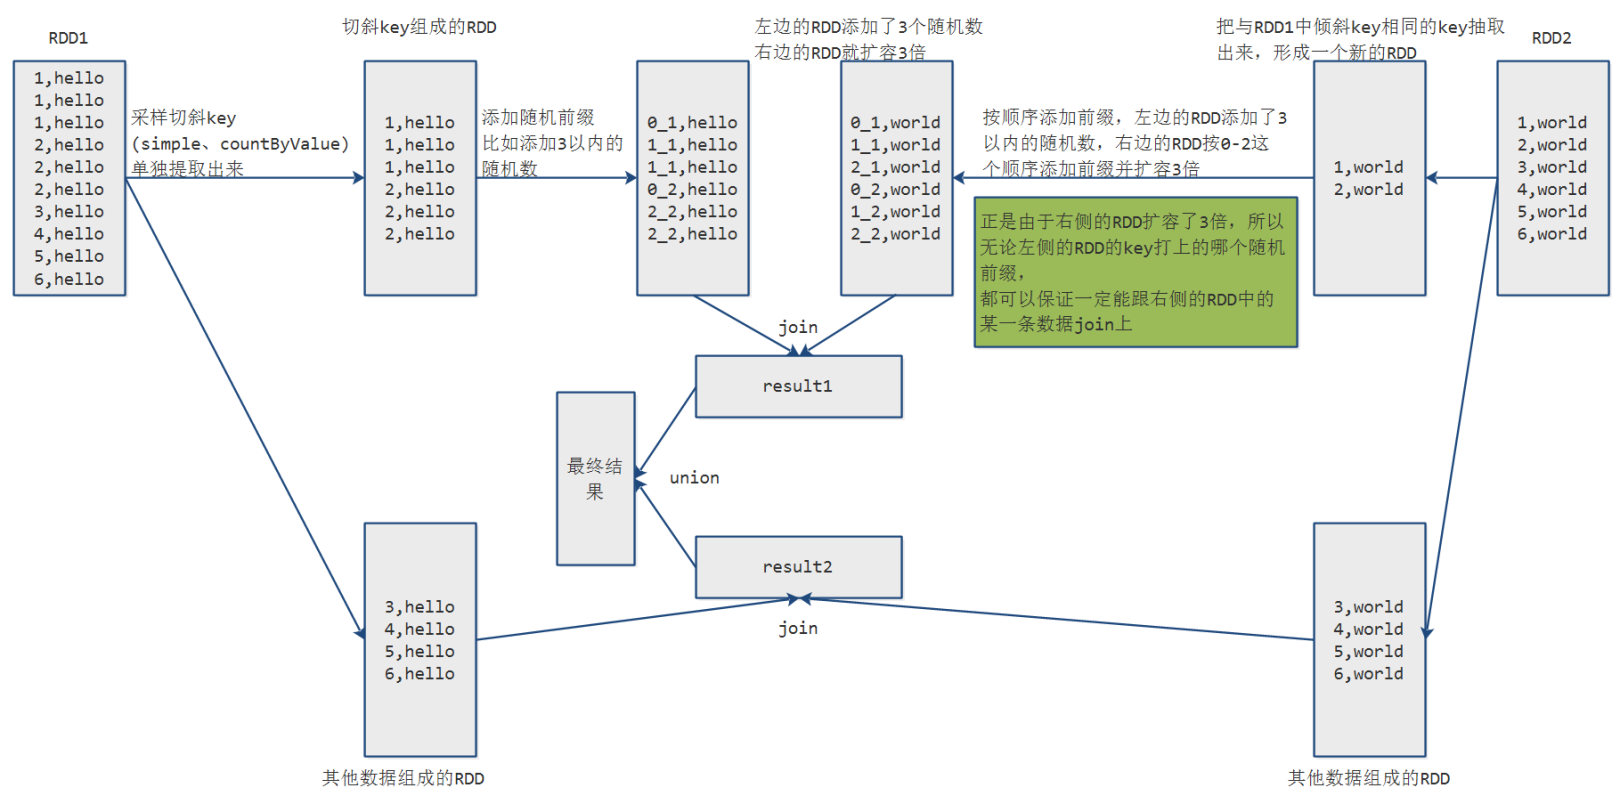 RDD1
切斜key组成的RDD
左边的RDD添加了3个随机数
右边的RDD就扩容3倍
把与RDD1中倾斜key相同的key抽取
出来，形成一个新的RDD
RDD2
1,hello
1,hello
1,hello
2,hello
2,hello
2,hello
3,hello
4,hello
5,hello
6,hello
采样切斜key
(simple、countByValue)
单独提取出来
1,hello
1,hello
1,hello
2,hello
2,hello
2,hello
添加随机前缀
比如添加3以内的
随机数
0_1,hello
1_1,hello
1_1,hello
0_2,hello
2_2,hello
2_2,hello
0_1,world
1_1,world
2_1,world
0_2,world
1_2,world
2_2,world
按顺序添加前缀，左边的RDD添加了3
以内的随机数，右边的RDD按0-2这
个顺序添加前缀并扩容3倍
1,world
2,world
1,world
2,world
3,world
4,world
5,world
6,world
正是由于右侧的RDD扩容了3倍，所以
无论左侧的RDD的key打上的哪个随机
前缀，
都可以保证一定能跟右侧的RDD中的
某一条数据join上
join
result1
最终结
果
union
result2
join
3,hello
4,hello
5,hello
6,hello
3,world
4,world
5,world
6,world
其他数据组成的RDD
其他数据组成的RDD